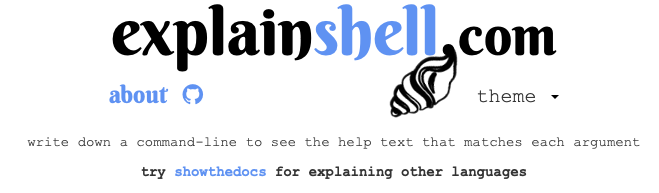 explainshell.com
about theme
write down a command-line to see the help text that matches each argument
try showthedocs for explaining other languages